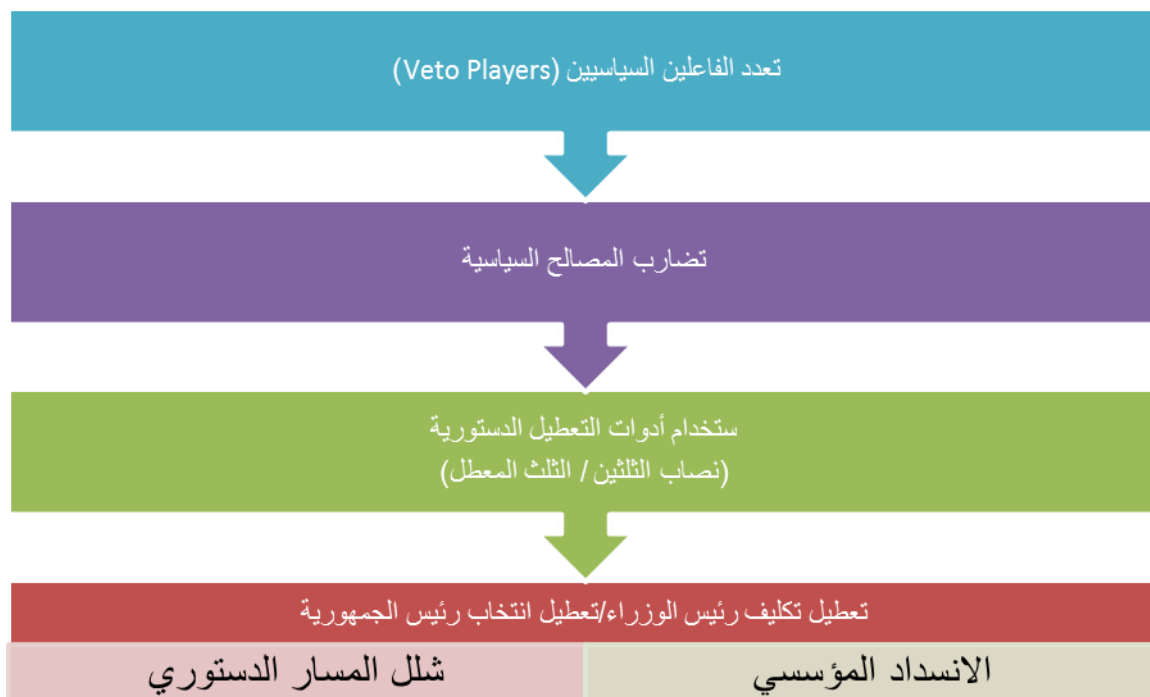 تعدد الفاعلين السياسيين (Veto Players)
تضارب المصالح السياسية
ستخدام أدوات التعطيل الدستورية
(نصاب الثلثين / الثلث المعطل)
تعطيل تكليف رئيس الوزراء/تعطيل انتخاب رئيس الجمهورية
الانسداد المؤسسي
شلل المسار الدستوري